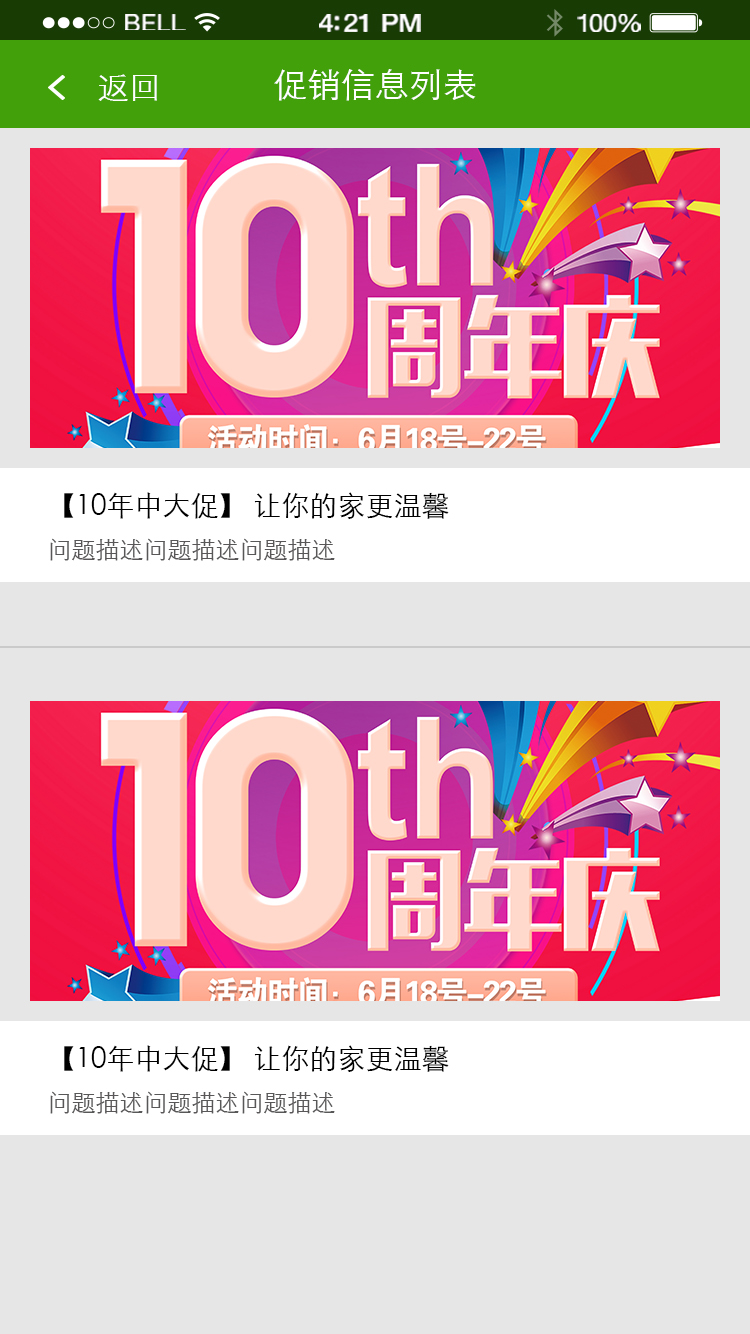 BELL
4:21 PM
100%
返回
促销信息列表
10th
周年庆
活动时间：6月18号-22号
【10年中大促】 让你的家更温馨
问题描述问题描述问题描述
10th
周年庆
活动时间：6月18号-22号
【10年中大促】 让你的家更温馨
问题描述问题描述问题描述